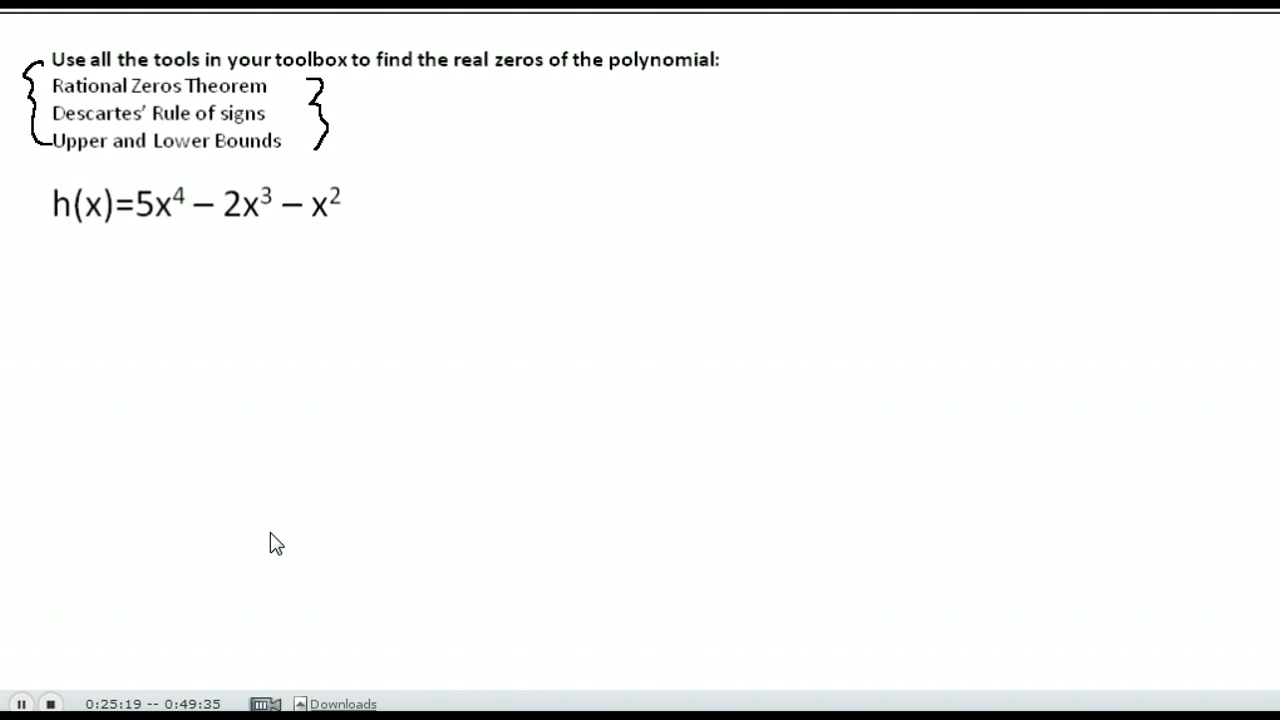 Use all the tools in your toolbox to find the real zeros of the polynomial:
Rational Zeros Theorem
Descartes’ Rule of signs
Upper and Lower Bounds
h(x)=5x⁴ – 2x³ – x²
0:25:19 -- 0:49:35 Downloads